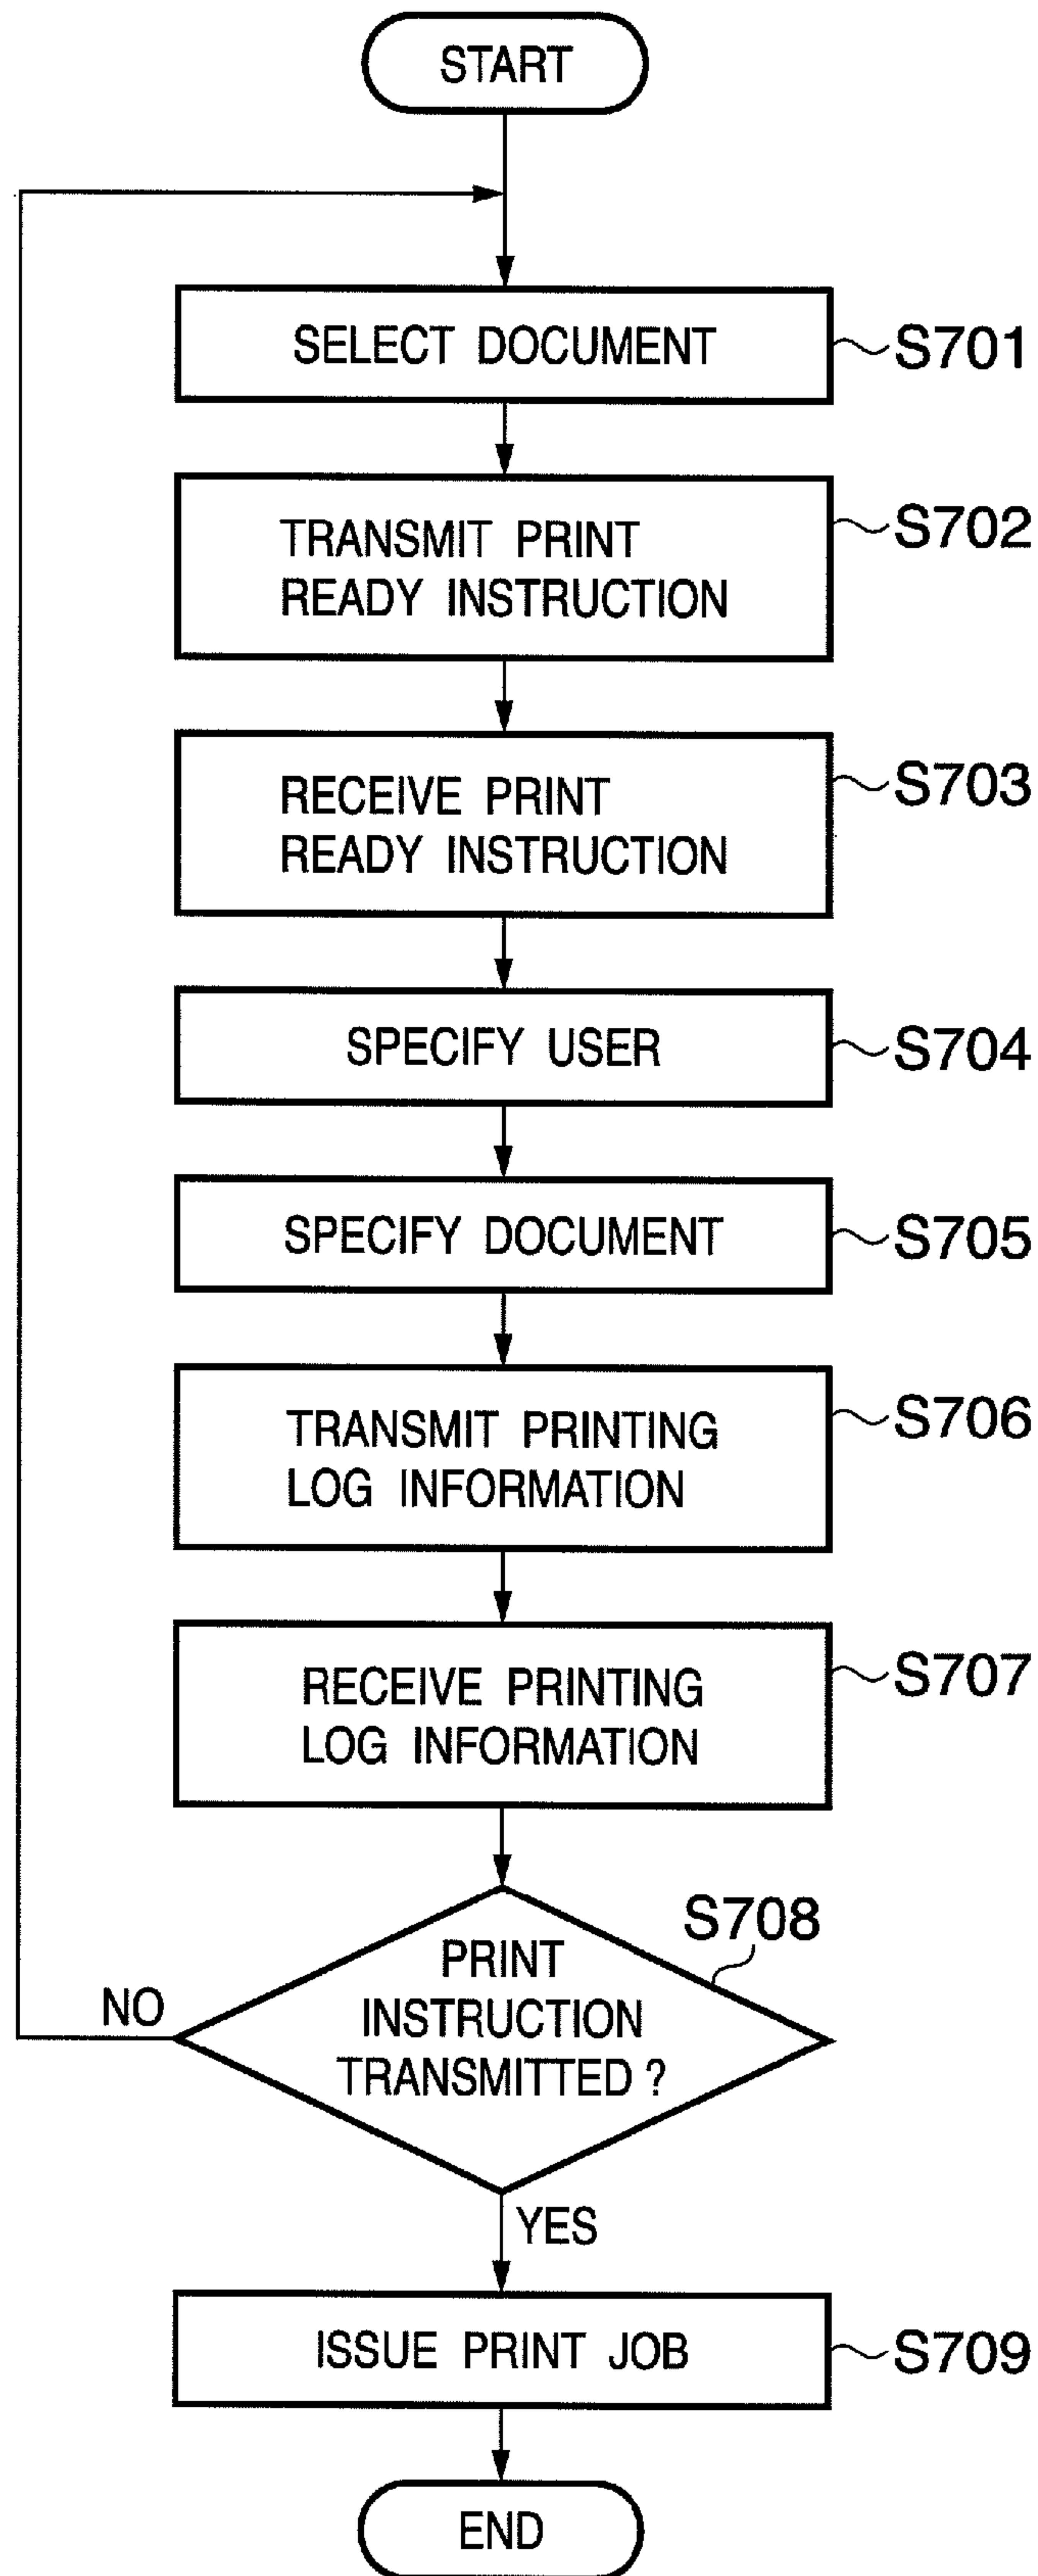 START
SELECT DOCUMENT
S701
TRANSMIT PRINT
READY INSTRUCTION
S702
RECEIVE PRINT
READY INSTRUCTION
S703
SPECIFY USER
S704
SPECIFY DOCUMENT
S705
TRANSMIT PRINTING
LOG INFORMATION
S706
RECEIVE PRINTING
LOG INFORMATION
S707
S708
PRINT
INSTRUCTION
TRANSMITTED ?
NO
YES
ISSUE PRINT JOB
S709
END